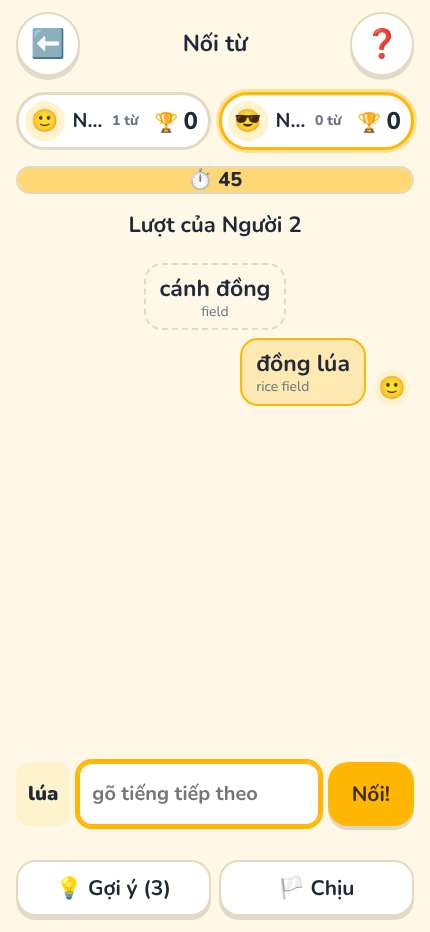 Nối từ
N... 1 từ 0
N... 0 từ 0
45
Lượt của Người 2
cánh đồng
field
đồng lúa
rice field
lúa gõ tiếng tiếp theo Nối!
Gợi ý (3) Chịu